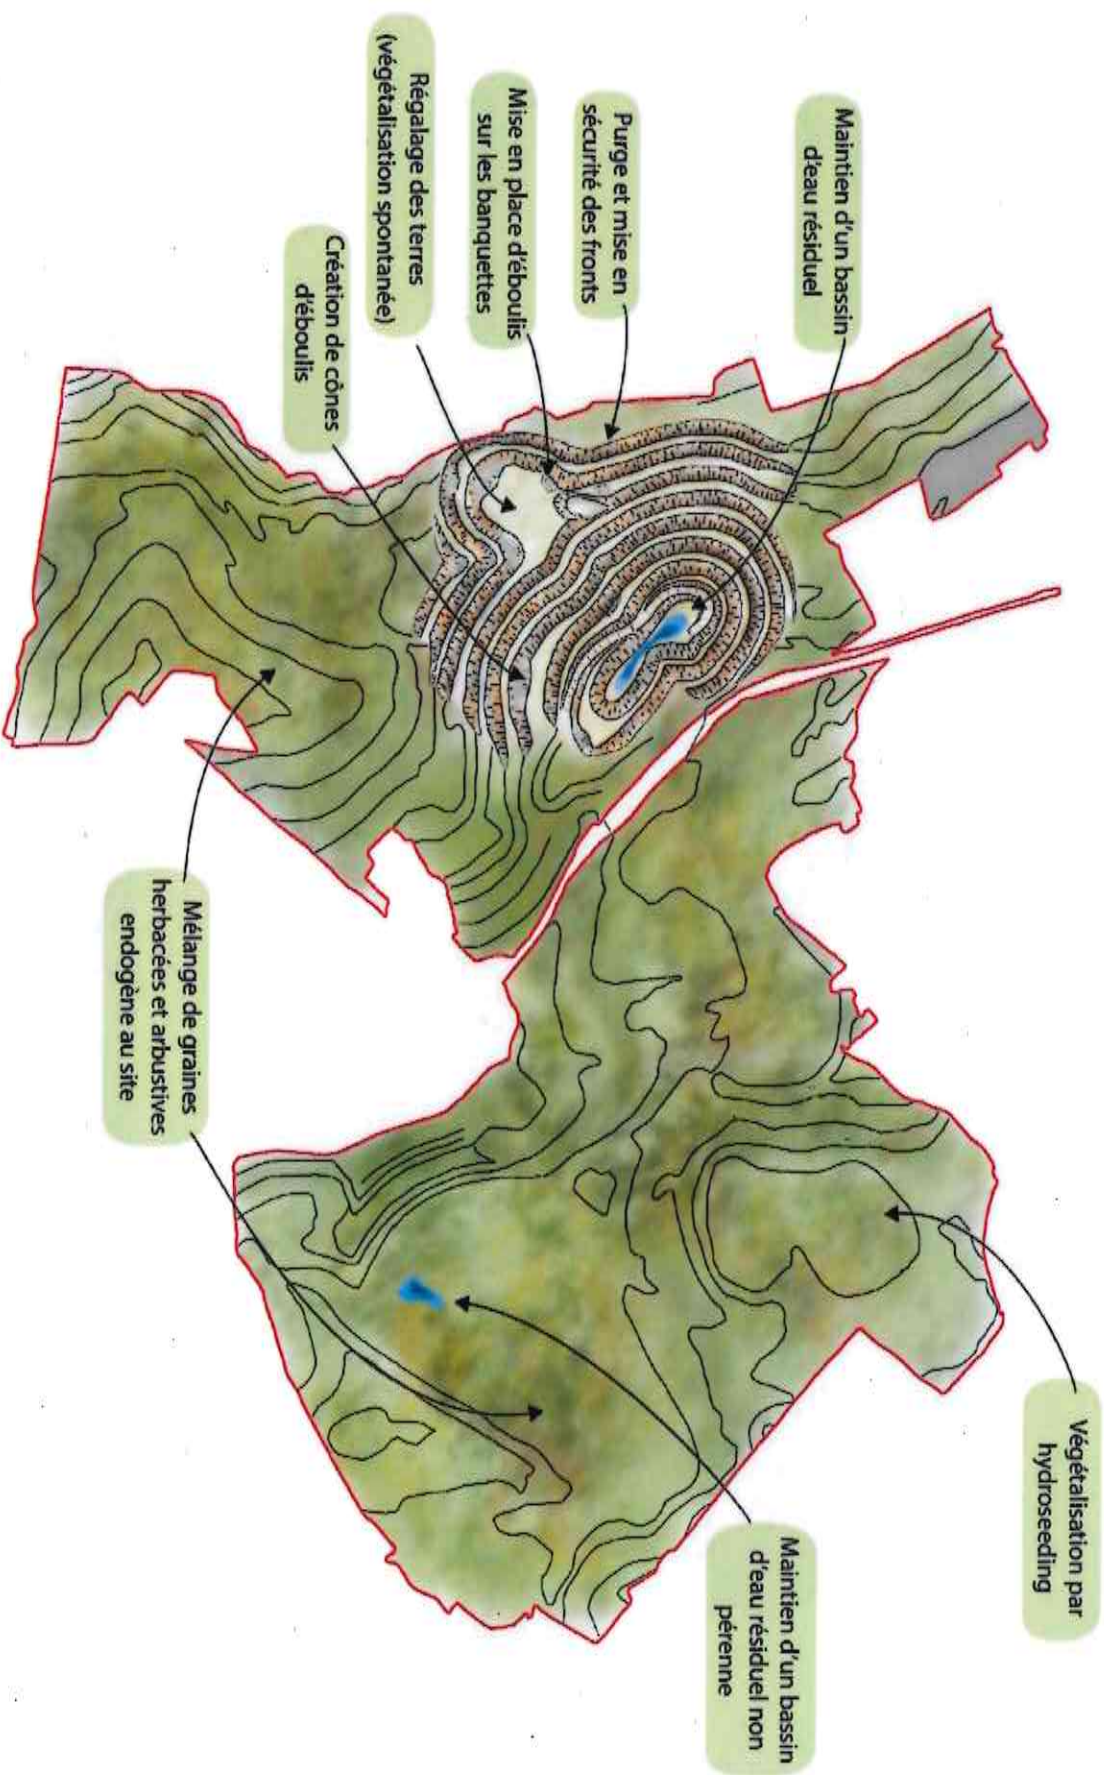 Maintien d'un bassin
d'eau résiduel
Purge et mise en
sécurité des fronts
Mise en place d'éboulis
sur les banquettes
Régalage des terres
(végétalisation spontanée)
Création de cônes
d'éboulis
Végétalisation par
hydroseeding
Maintien d'un bassin
d'eau résiduel non
pérenne
Mélange de graines
herbacées et arbustives
endogène au site